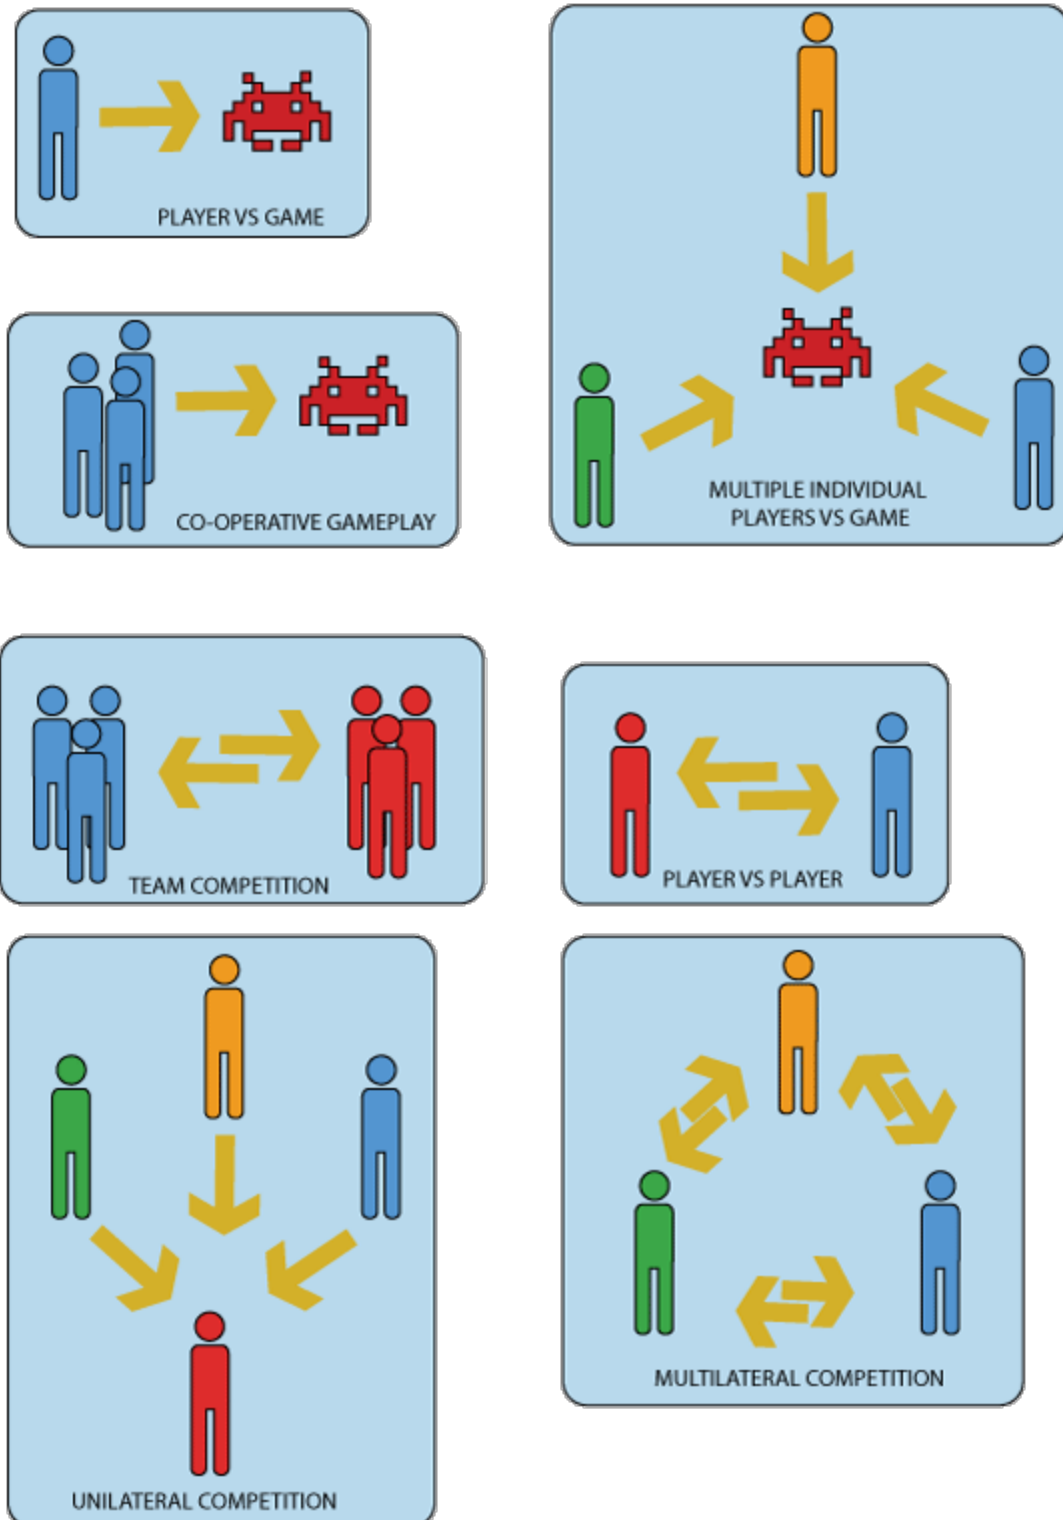 PLAYER VS GAME
MULTIPLE INDIVIDUAL
PLAYERS VS GAME
CO-OPERATIVE GAMEPLAY
TEAM COMPETITION
PLAYER VS PLAYER
UNILATERAL COMPETITION
MULTILATERAL COMPETITION